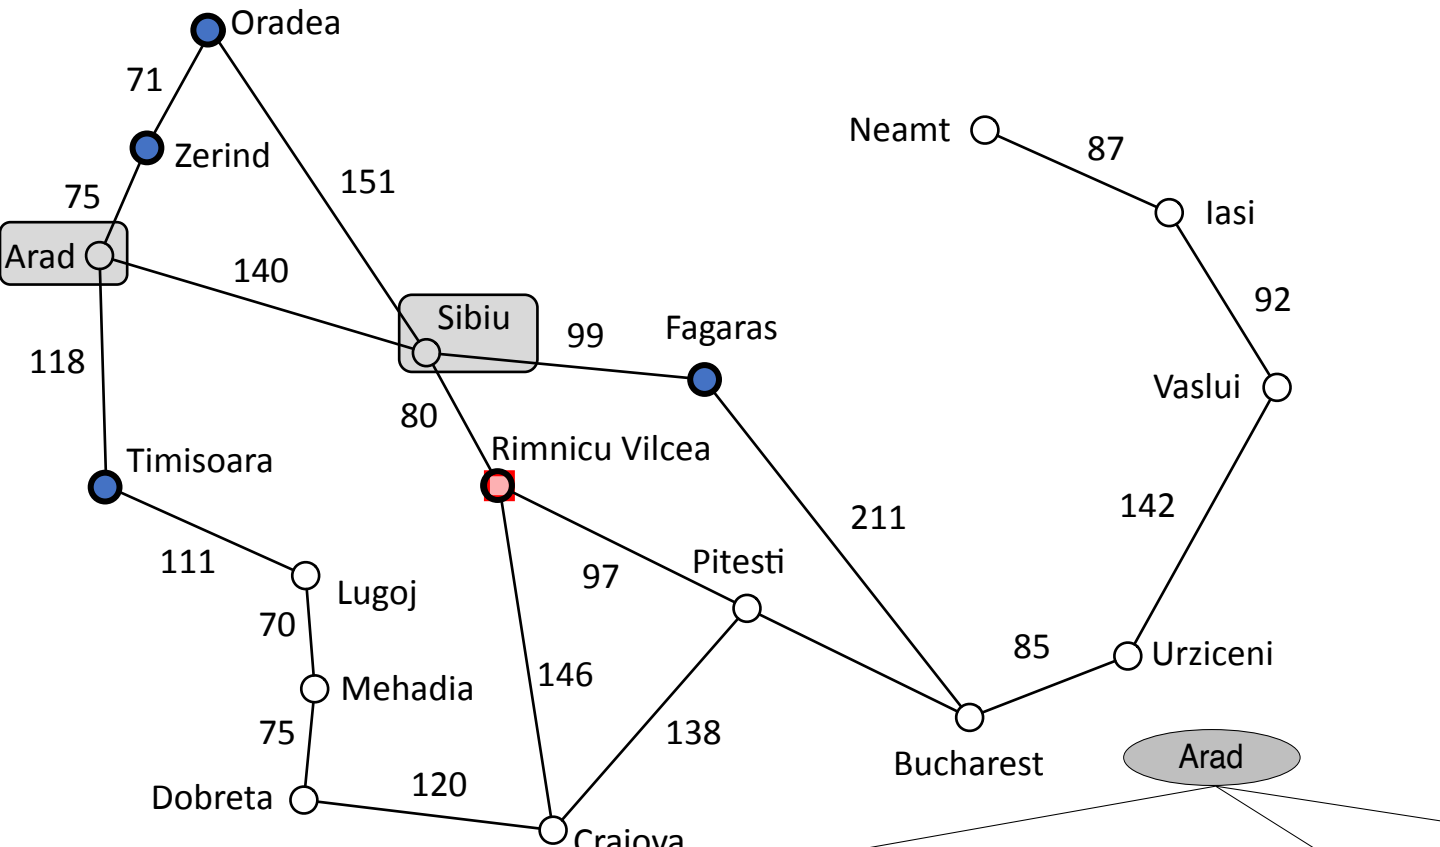 Oradea
71
Neamt
87
Zerind
151
75
Iasi
Arad
140
92
Sibiu
99
Fagaras
118
Vaslui
80
Rimnicu Vilcea
Timisoara
142
211
111
97
Pitesti
Lugoj
70
85
Urziceni
146
Mehadia
75
138
Bucharest
Arad
120
Dobreta
Craiova